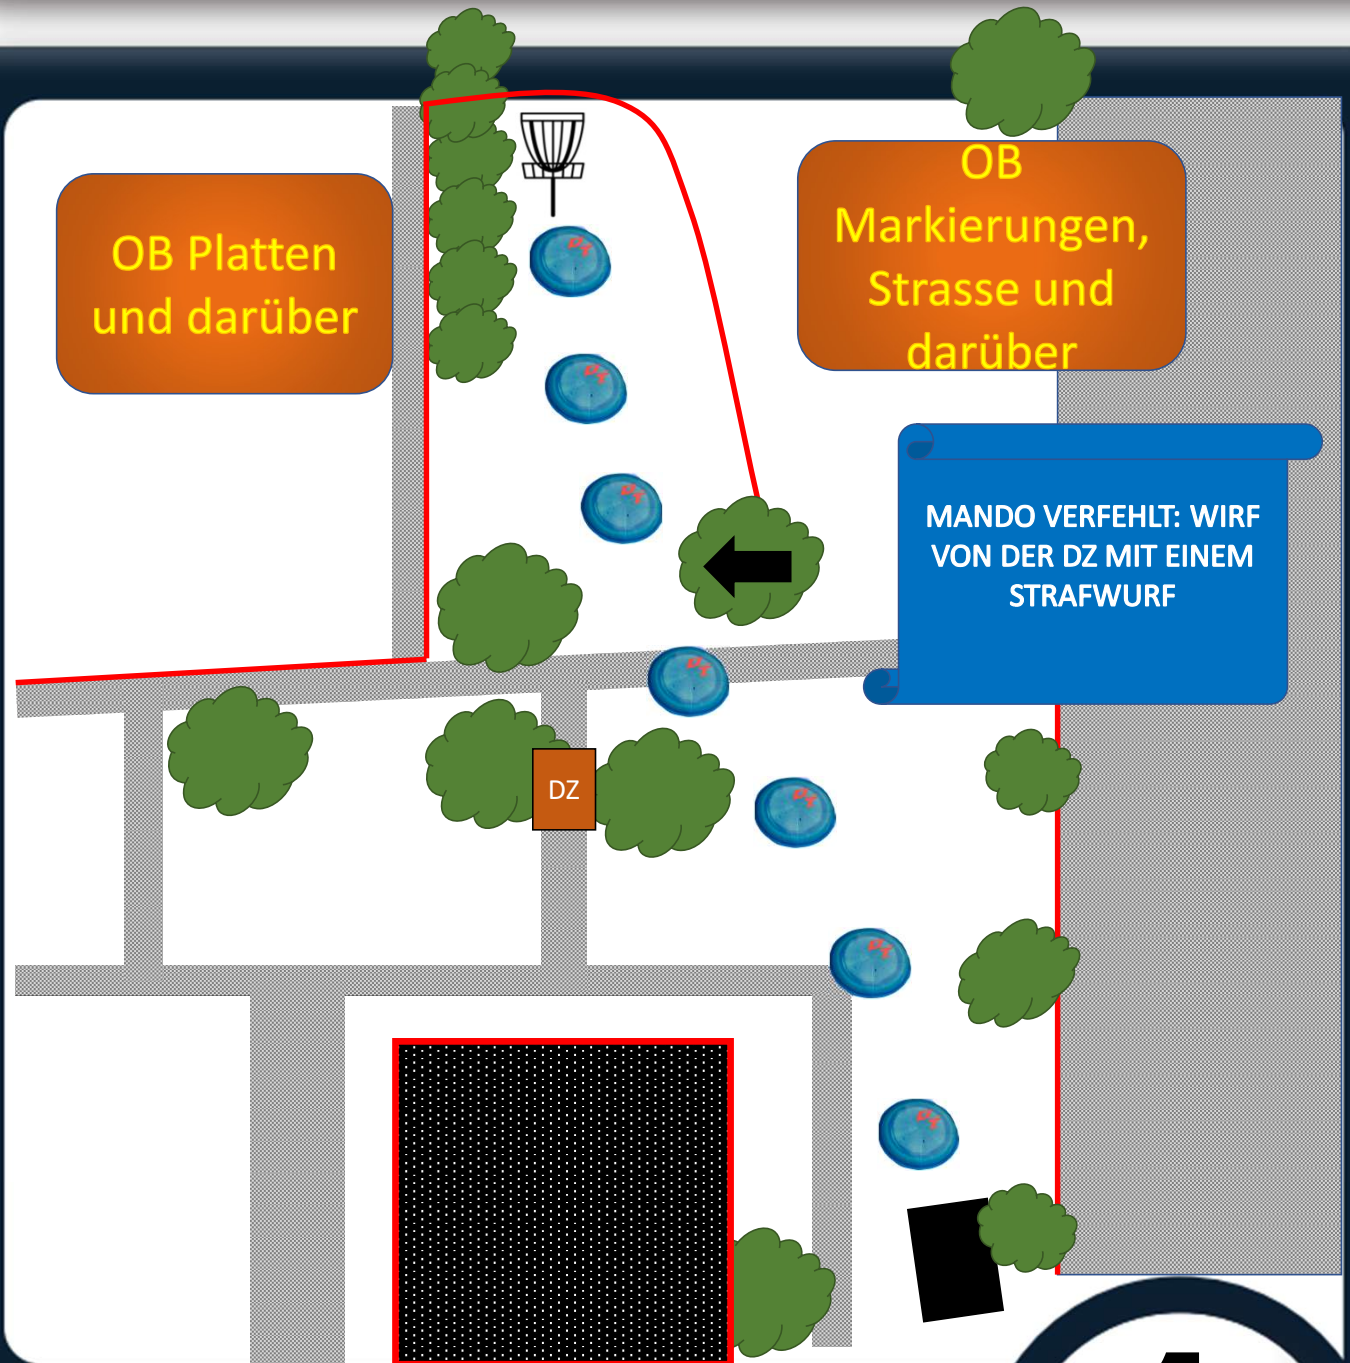 OB
Markierungen,
Strasse und
darüber
OB Platten
und darüber
MANDO VERFEHLT: WIRF
VON DER DZ MIT EINEM
STRAFWURF
DZ